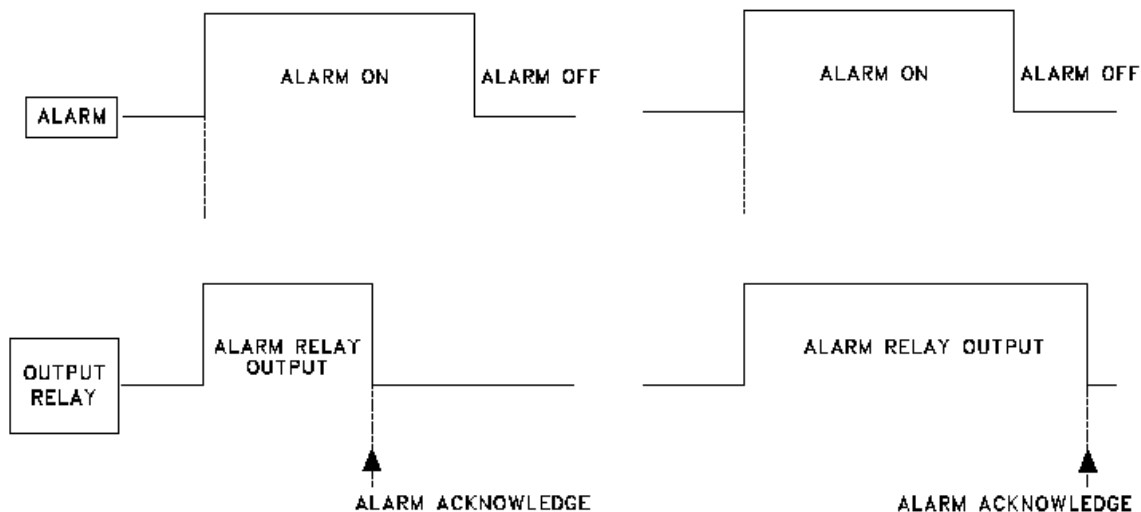 ALARM
ALARM ON
ALARM OFF
ALARM ON
ALARM OFF
OUTPUT
RELAY
ALARM RELAY
OUTPUT
ALARM RELAY OUTPUT
ALARM ACKNOWLEDGE
ALARM ACKNOWLEDGE